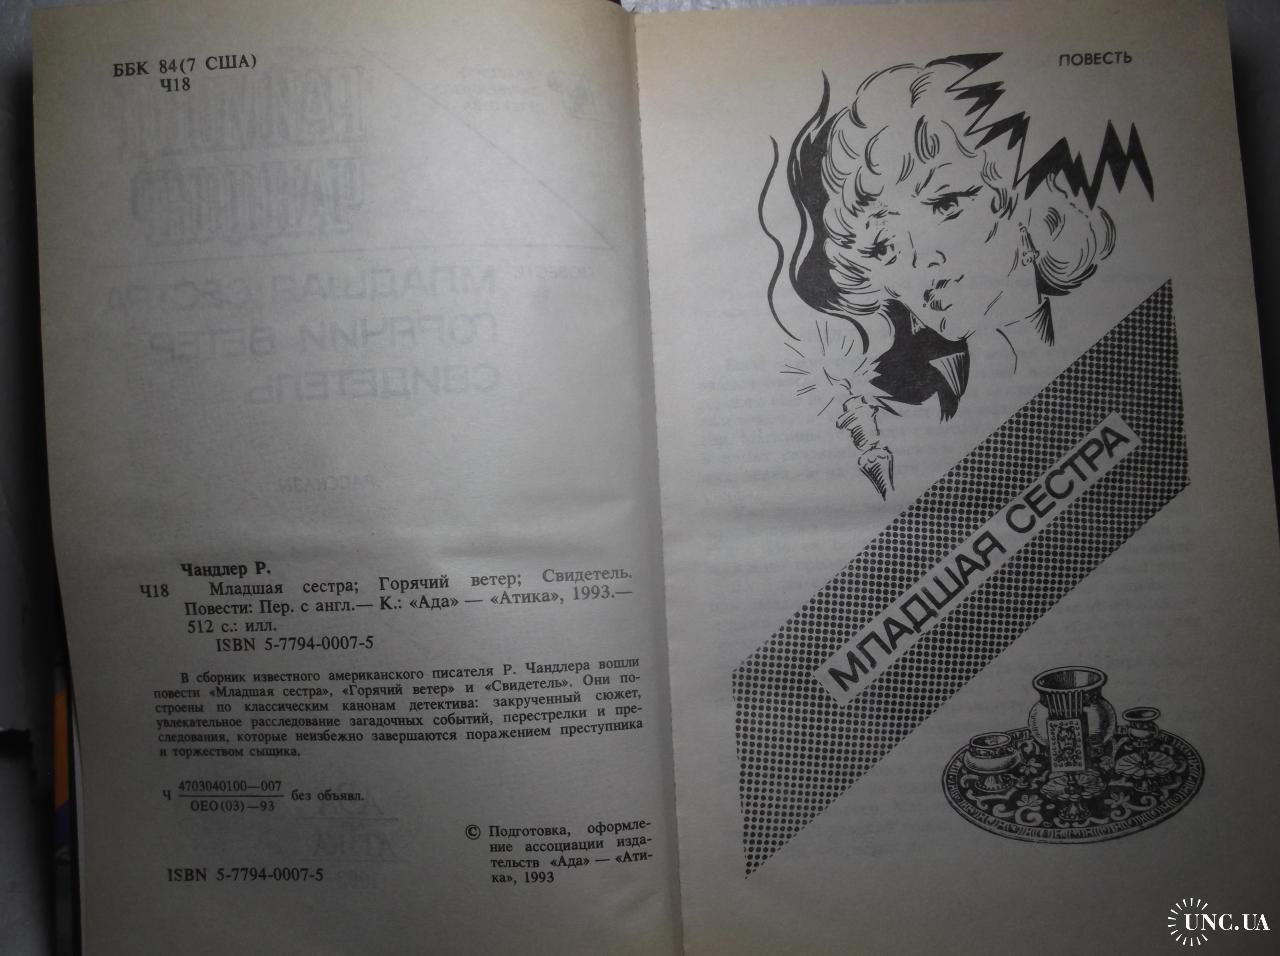 ББК 84(7 США)
Ч18
Чандлер Р.
Ч18 Младшая сестра; Горячий ветер; Свидетель.
Повести: Пер. с англ.— К.: «Ада» — «Атика», 1993.—
512 с.: илл.
ISBN 5-7794-0007-5
В сборник известного американского писателя Р. Чандлера вошли
повести «Младшая сестра», «Горячий ветер» и «Свидетель». Они по-
строены по классическим канонам детектива: закрученный сюжет,
увлекательное расследование загадочных событий, перестрелки и пре-
следования, которые неизбежно завершаются поражением преступника
и торжеством сыщика.
Ч 4703040100—007 без объявл.
ОЕО(03)—93
© Подготовка, оформле-
ние ассоциации изда-
тельств «Ада» — «Ати-
ка», 1993
ISBN 5-7794-0007-5
ПОВЕСТЬ
МЛАДШАЯ СЕСТРА
UNC.UA